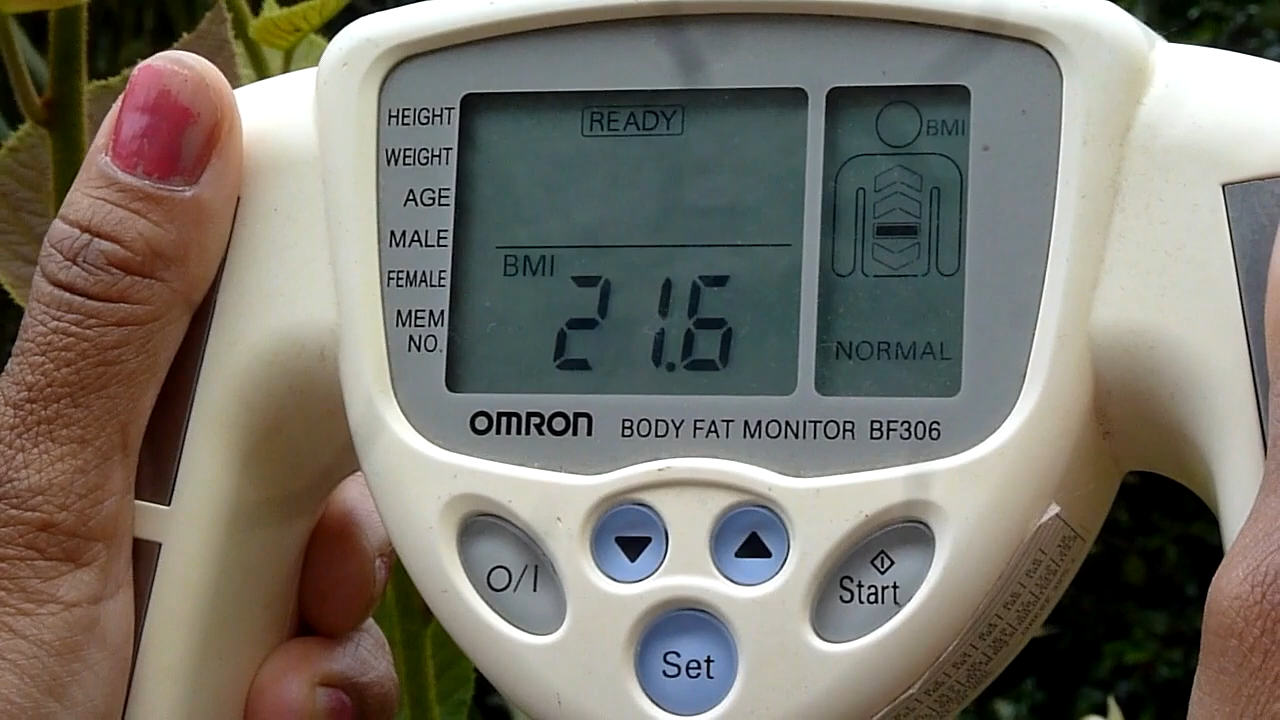 HEIGHT
WEIGHT
AGE
MALE
FEMALE
MEM
NO.
READY
BMI
21.6
BMI
NORMAL
OMRON BODY FAT MONITOR BF306
O/I
Start
Set